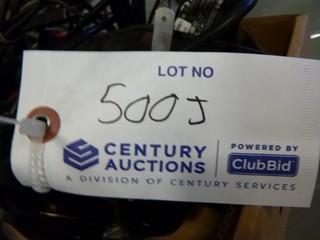 LOT NO
500J
CENTURY AUCTIONS
POWERED BY
ClubBid
A DIVISION OF CENTURY SERVICES